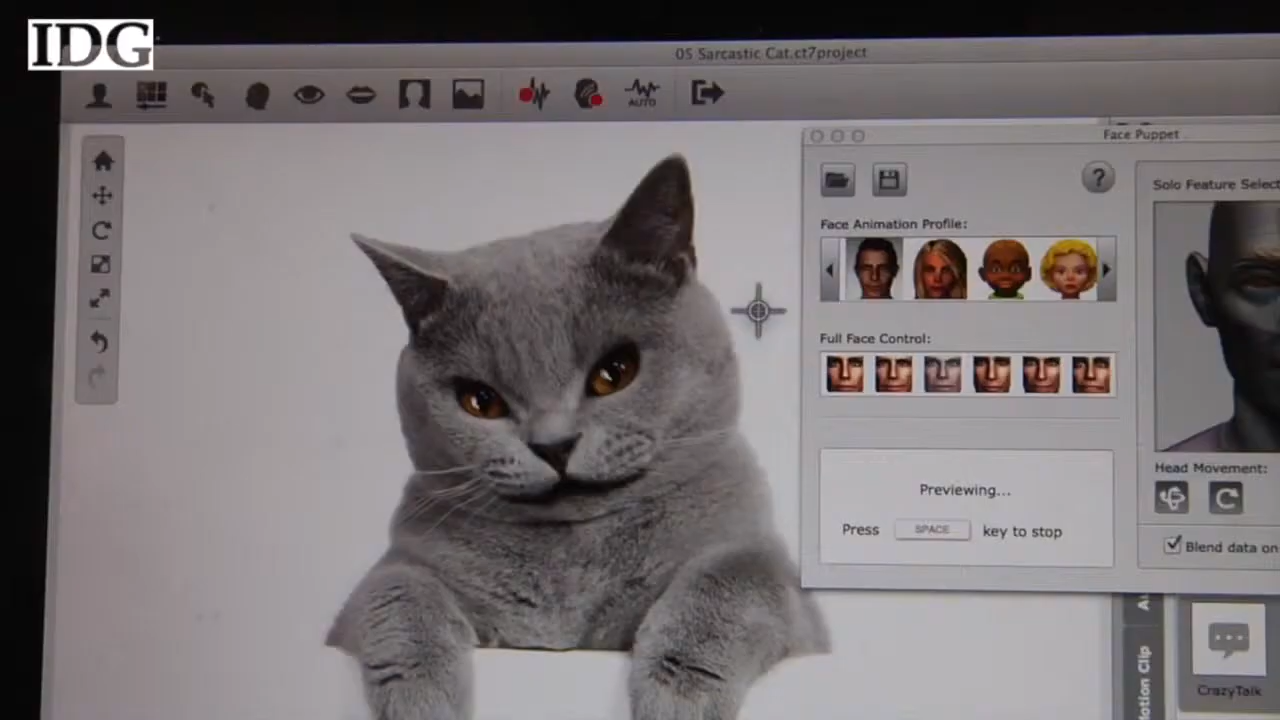 IDG
05 Sarcastic Cat.ct7project
AUTO
Face Puppet
?
Solo Feature Select
Face Animation Profile:
Full Face Control:
Previewing...
Press SPACE key to stop
Head Movement:
Blend data on
Motion Clip
CrazyTalk